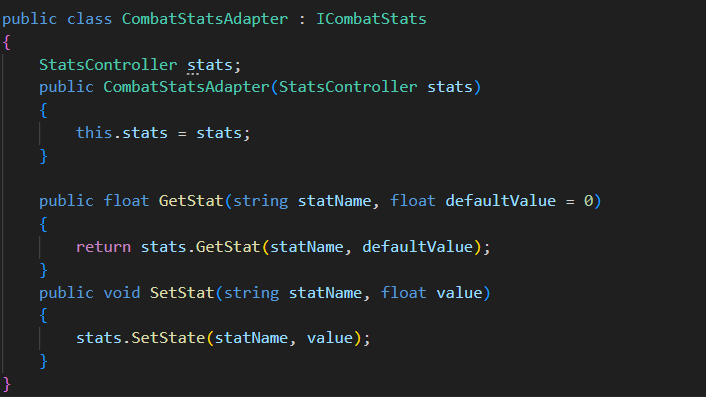 public class CombatStatsAdapter : ICombatStats
{
    StatsController stats;
    public CombatStatsAdapter(StatsController stats)
    {
        this.stats = stats;
    }

    public float GetStat(string statName, float defaultValue = 0)
    {
        return stats.GetStat(statName, defaultValue);
    }
    public void SetStat(string statName, float value)
    {
        stats.SetState(statName, value);
    }
}